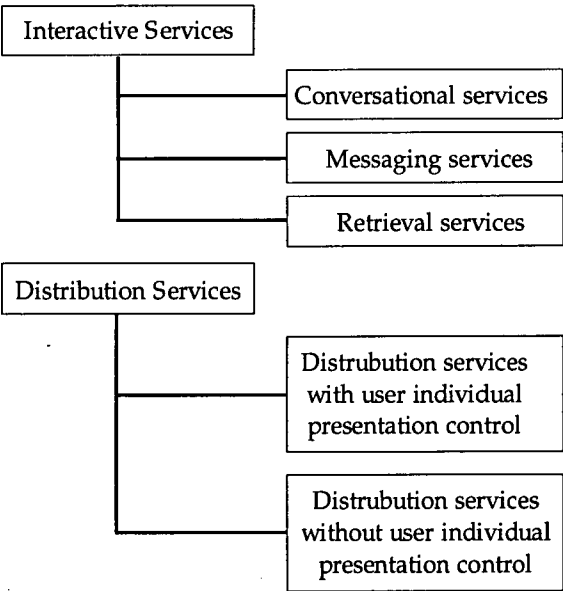 Interactive Services
Conversational services
Messaging services
Retrieval services
Distribution Services
Distrubution services
with user individual
presentation control
Distrubution services
without user individual
presentation control